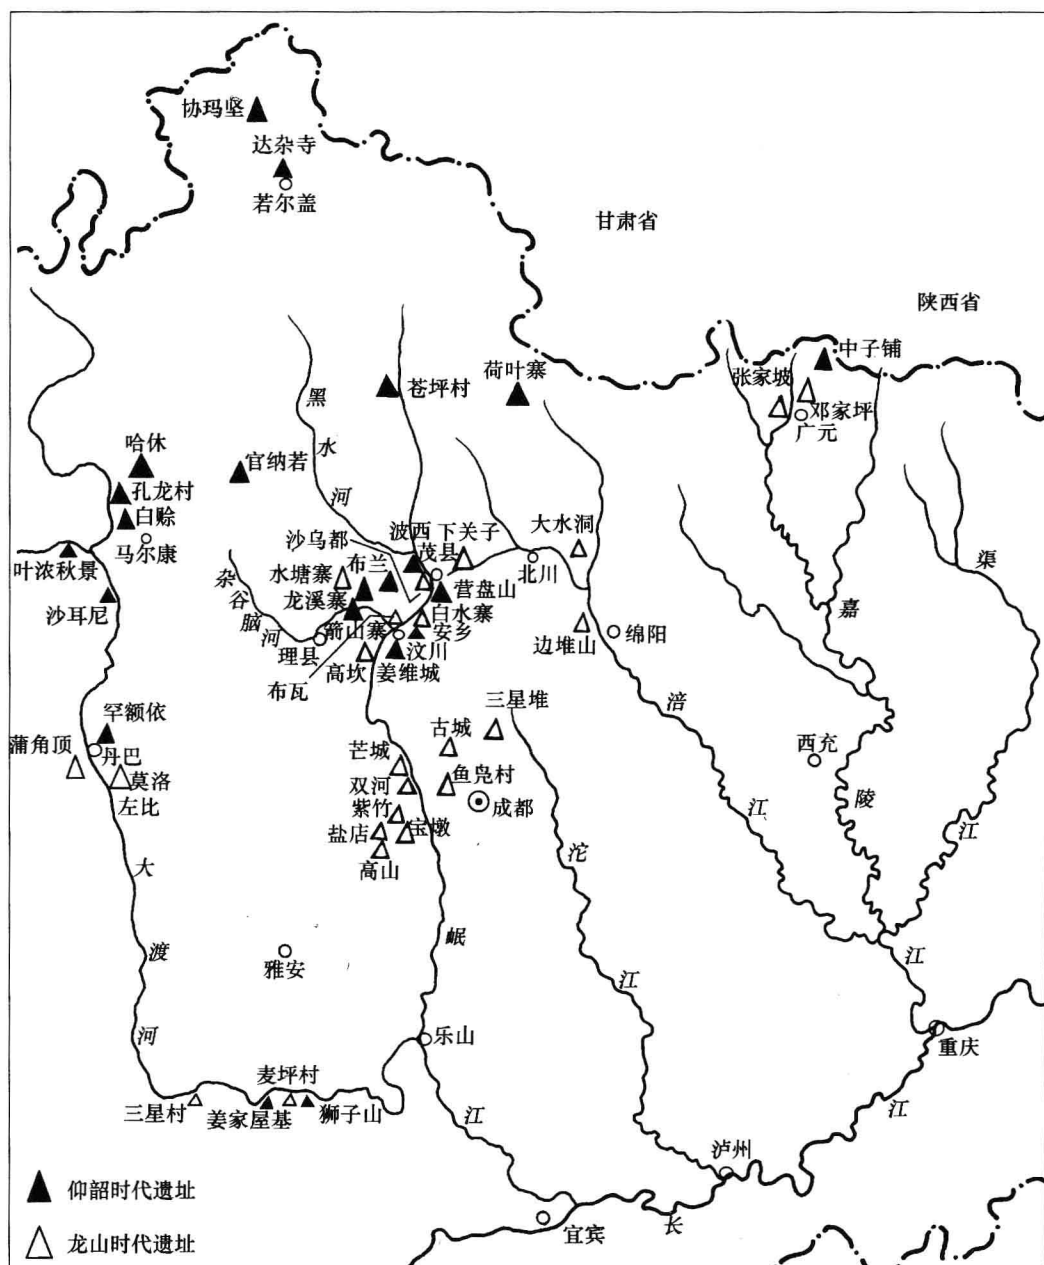 协玛坚
达杂寺
若尔盖
甘肃省
陕西省
中子铺
张家坡
邓家坪
广元
荷叶寨
苍坪村
黑
水
河
哈休
官纳若
孔龙村
白赊
马尔康
叶浓秋景
沙耳尼
波西
下关子
大水洞
沙乌都
茂县
北川
渠
布兰
水塘寨
营盘山
龙溪寨
白水寨
杂
谷
脑
河
箭山寨
安乡
理县
汶川
高坎
姜维城
布瓦
边堆山
绵阳
嘉
涪
罕额依
三星堆
古城
蒲角顶
丹巴
莫洛
左比
芒城
双河
鱼凫村
西充
紫竹
成都
陵
盐店
宝墩
高山
江
江
大
沱
渡
岷
雅安
江
江
河
乐山
重庆
麦坪村
三星村
姜家屋基
狮子山
江
江
泸州
长
宜宾
仰韶时代遗址
龙山时代遗址